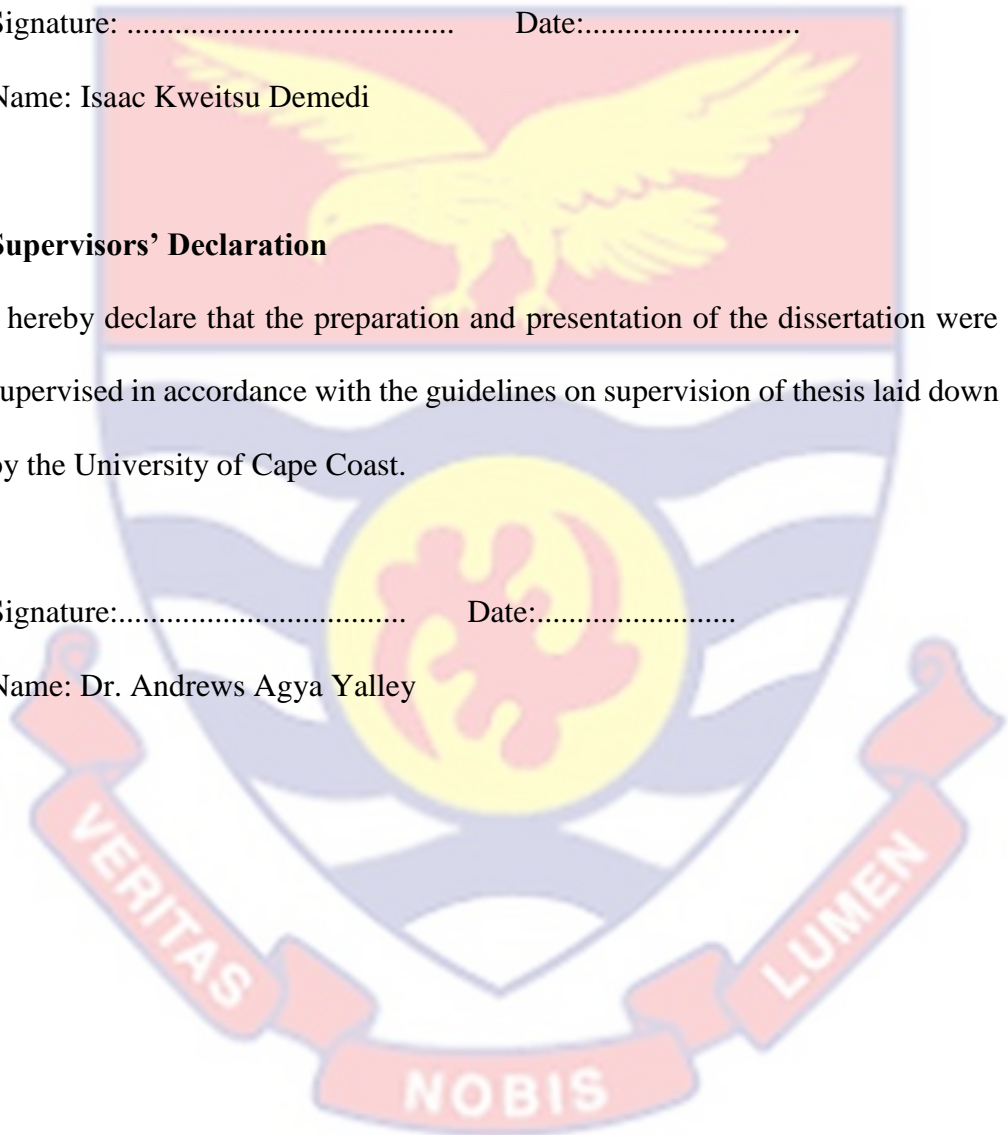 Signature: .................................... Date:..........................
Name: Isaac Kweitsu Demedi
Supervisors’ Declaration
hereby declare that the preparation and presentation of the dissertation were
supervised in accordance with the guidelines on supervision of thesis laid down
by the University of Cape Coast.
Signature:.................................. Date:........................
Name: Dr. Andrews Agya Yalley
VERITAS
NOBIS
LUMEN